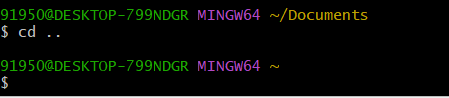 91950@DESKTOP-799NDGR MINGW64 ~/Documents
$ cd ..
91950@DESKTOP-799NDGR MINGW64 ~
$